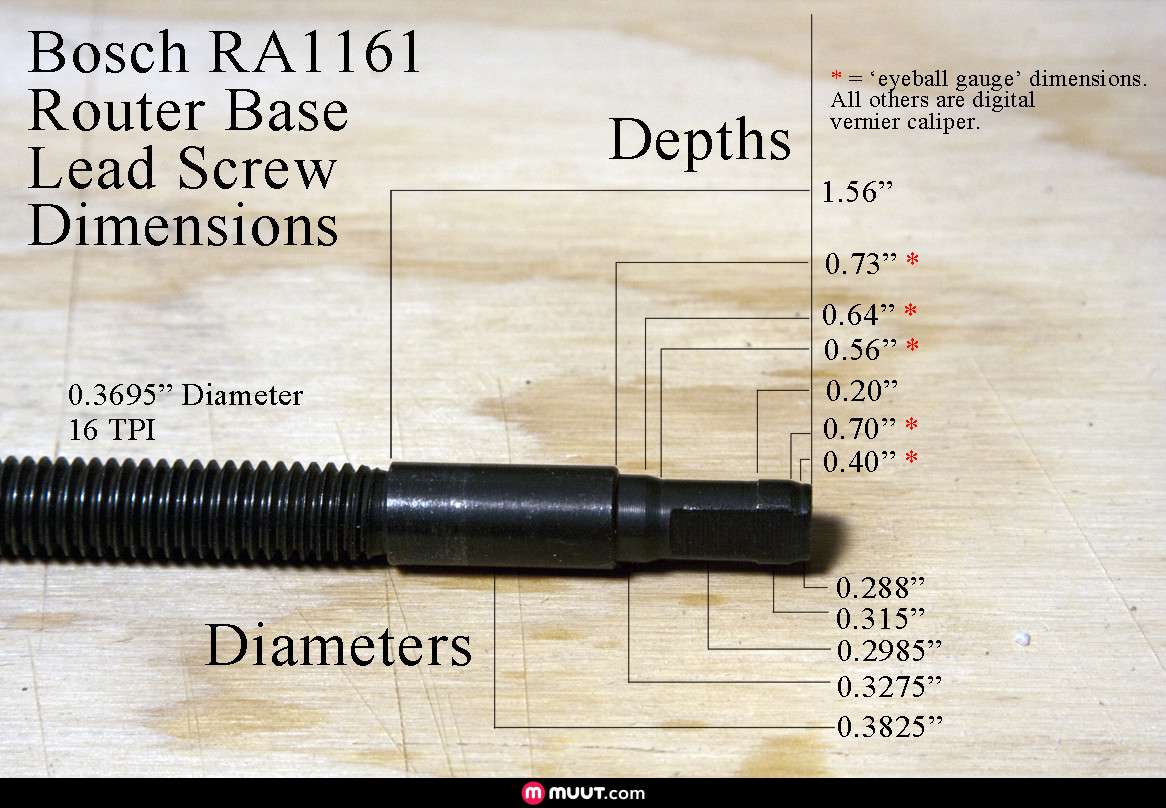 Bosch RA1161
Router Base
Lead Screw
Dimensions
* = ‘eyeball gauge’ dimensions.
All others are digital
vernier caliper.
Depths
1.56”
0.73” *
0.64” *
0.56” *
0.20”
0.70” *
0.40” *
0.3695” Diameter
16 TPI
Diameters
0.288”
0.315”
0.2985”
0.3275”
0.3825”
m MUUT.com